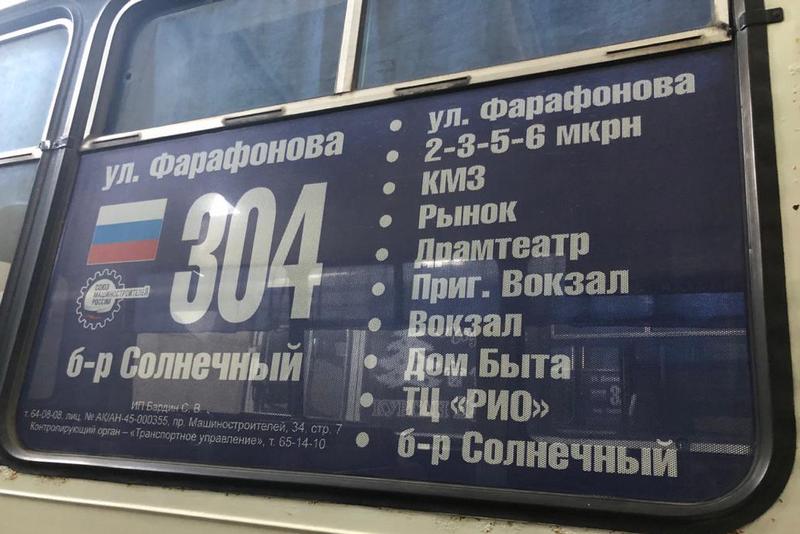 ул. Фарафонова
304
СОЮЗ
МАШИНОСТРОИТЕЛЕЙ
РОССИИ
б-р Солнечный
ИП Бардин С. В
т. 64-08-08, лиц. № АК/АН-45-000355, пр. Машиностроителей, 34, стр. 7
Контролирующий орган – «Транспортное управление», т. 65-14-10
• ул. Фарафонова
• 2-3-5-6 мкрн
• КМЗ
• Рынок
• Драмтеатр
• Приг. Вокзал
• Вокзал
• Дом Быта
• ТЦ «РИО»
• б-р Солнечный